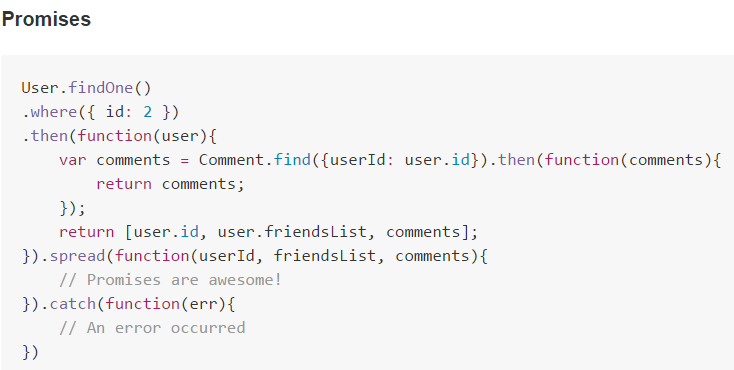 Promises
User.findOne()
.where({ id: 2 })
.then(function(user){
    var comments = Comment.find({userId: user.id}).then(function(comments){
        return comments;
    });
    return [user.id, user.friendsList, comments];
}).spread(function(userId, friendsList, comments){
    // Promises are awesome!
}).catch(function(err){
    // An error occurred
})